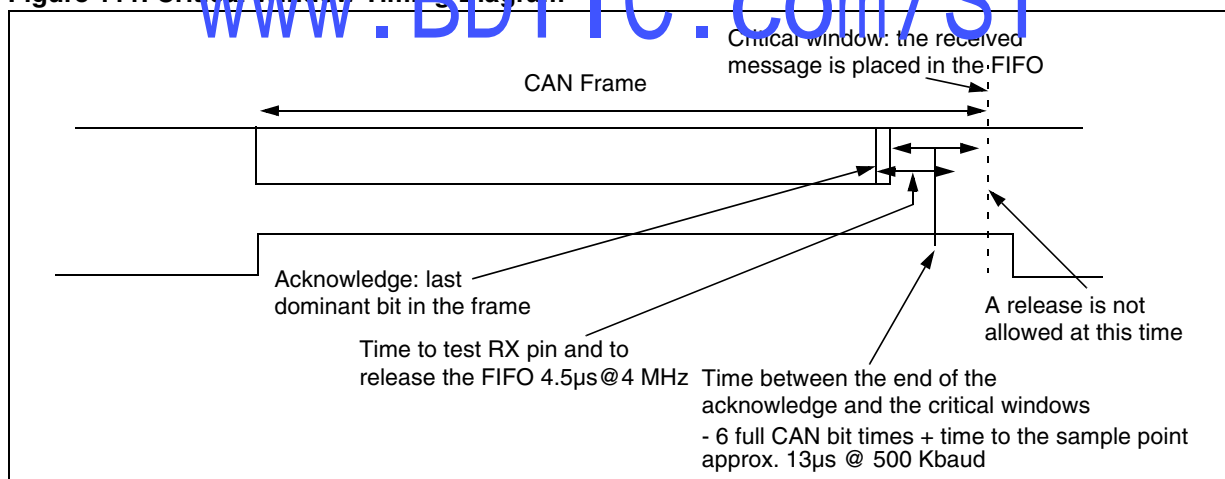 www.BDTIC.com/ST
Critical window: the received
message is placed in the FIFO
CAN Frame
Acknowledge: last
dominant bit in the frame
A release is not
allowed at this time
Time to test RX pin and to
release the FIFO 4.5µs@4 MHz
Time between the end of the
acknowledge and the critical windows
- 6 full CAN bit times + time to the sample point
approx. 13µs @ 500 Kbaud